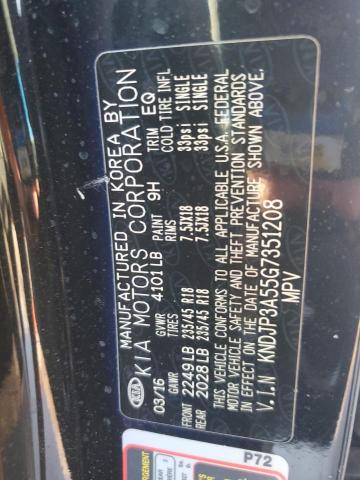 MANUFACTURED IN KOREA BY
KIA KIA MOTORS CORPORATION
03/16 GVWR 4101LB PAINT 9H TRIM EQ
GAWR TIRES RIMS COLD TIRE INFL
FRONT 2249LB 235/45 R18 7.5JX18 33psi SINGLE
REAR 2028LB 235/45 R18 7.5JX18 33psi SINGLE
THIS VEHICLE CONFORMS TO ALL APPLICABLE U.S.A. FEDERAL
MOTOR VEHICLE SAFETY AND THEFT PREVENTION STANDARDS
IN EFFECT ON THE DATE OF MANUFACTURE SHOWN ABOVE.
V.I.N KNDJP3A55G7351208
MPV
P72